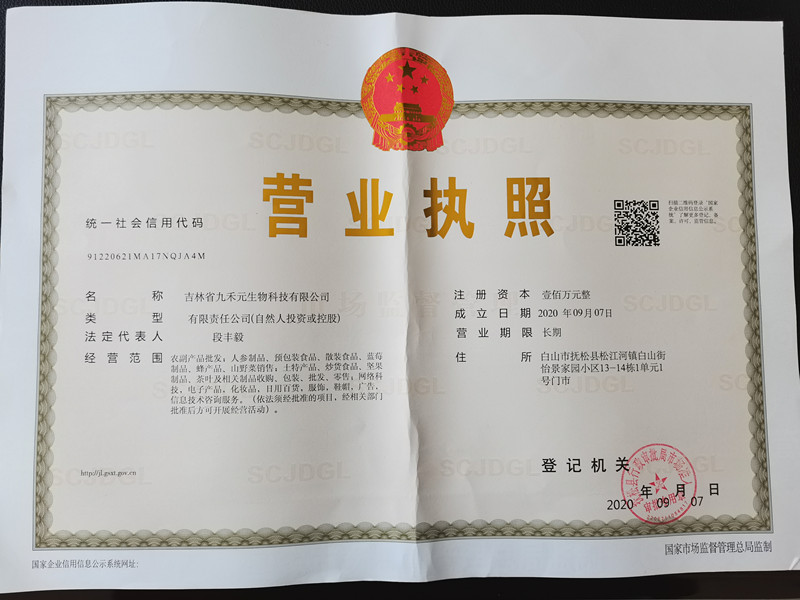 营业执照
统一社会信用代码
91220621MA17NQJA4M
扫描二维码登录“国家
企业信用信息公示系
统”了解更多登记、备
案、许可、监管信息。
名 称 吉林省九禾元生物科技有限公司
类 型 有限责任公司(自然人投资或控股)
法定代表人 段丰毅
经营范围 农副产品批发；人参制品、预包装食品、散装食品、蓝莓
制品、蜂产品、山野菜销售；土特产品、炒货食品、坚果
制品、茶叶及相关制品收购、包装、批发、零售；网络科
技，电子产品，化妆品，日用百货，服饰，鞋帽，广告，
信息技术咨询服务。（依法须经批准的项目，经相关部门
批准后方可开展经营活动）。
注册资本 壹佰万元整
成立日期 2020年09月07日
营业期限 长期
住 所 白山市抚松县松江河镇白山街
怡景家园小区13-14栋1单元1
号门市
http://jl.gsxt.gov.cn
登记机关
2020年09月07日
国家企业信用信息公示系统网址：
国家市场监督管理总局监制
SCJDGL